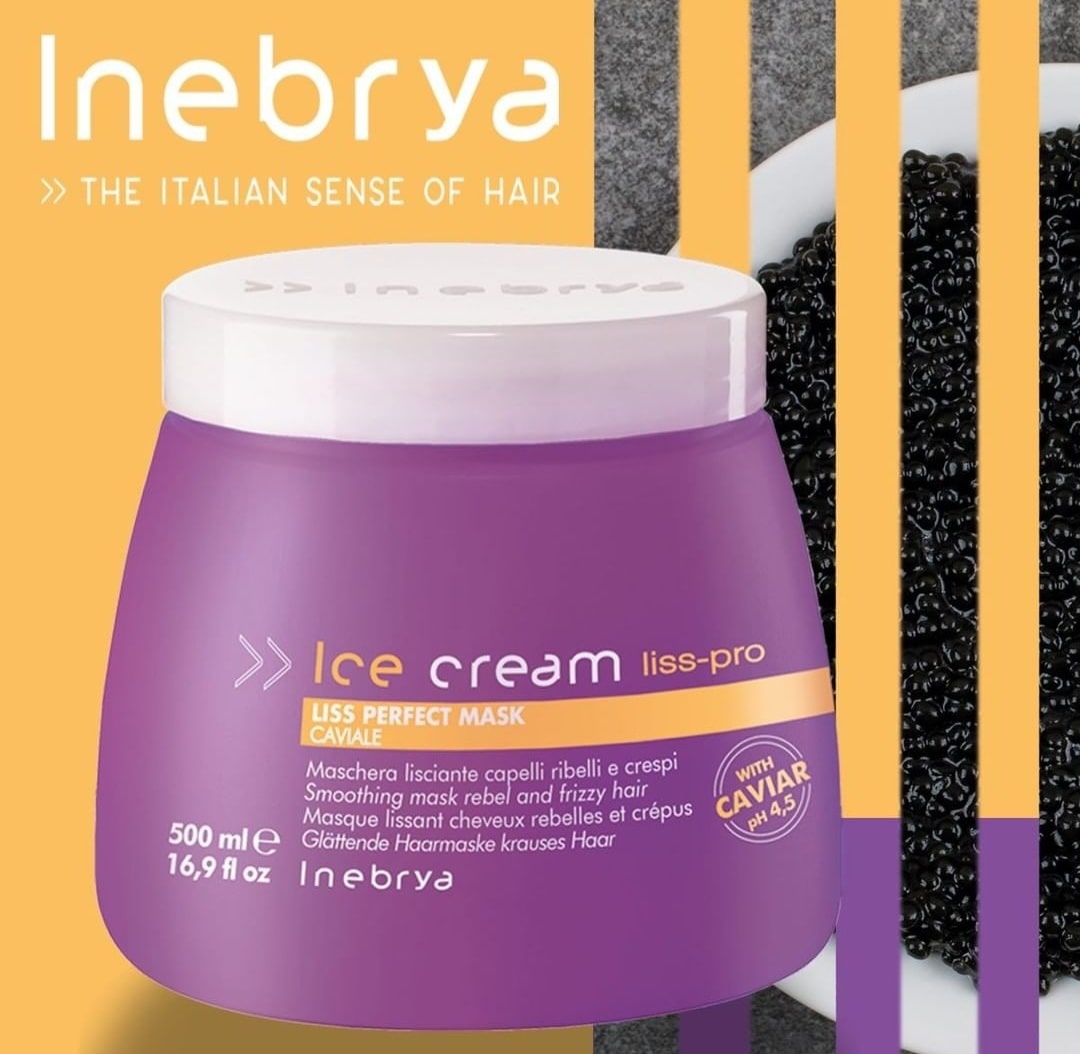 Inebrya
>> THE ITALIAN SENSE OF HAIR
>> Inebrya
>> Ice cream liss-pro
LISS PERFECT MASK
CAVIALE
Maschera lisciante capelli ribelli e crespi
Smoothing mask rebel and frizzy hair
Masque lissant cheveux rebelles et crépus
Glättende Haarmaske krauses Haar
WITH
CAVIAR
pH 4,5
500 ml e
16,9 fl oz
Inebrya